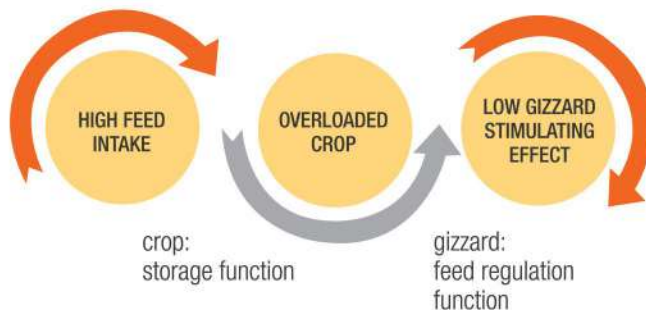 HIGH FEED
INTAKE
OVERLOADED
CROP
LOW GIZZARD
STIMULATING
EFFECT
crop:
storage function
gizzard:
feed regulation
function